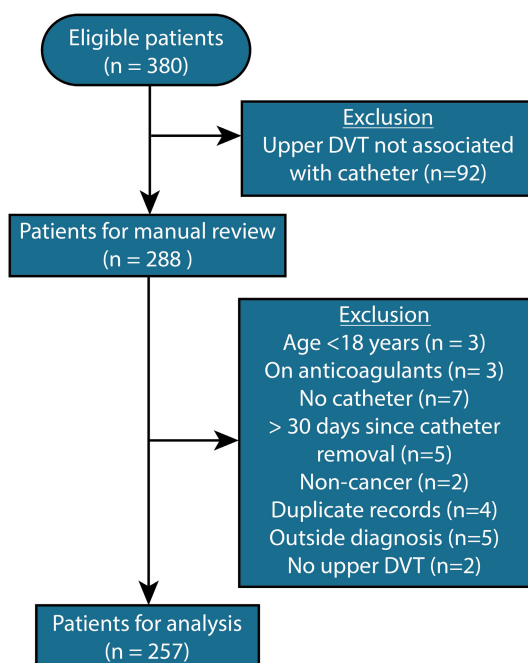 Eligible patients
(n = 380)
Exclusion
Upper DVT not associated
with catheter (n=92)
Patients for manual review
(n = 288 )
Exclusion
Age <18 years (n = 3)
On anticoagulants (n= 3)
No catheter (n=7)
> 30 days since catheter
removal (n=5)
Non-cancer (n=2)
Duplicate records (n=4)
Outside diagnosis (n=5)
No upper DVT (n=2)
Patients for analysis
(n = 257)